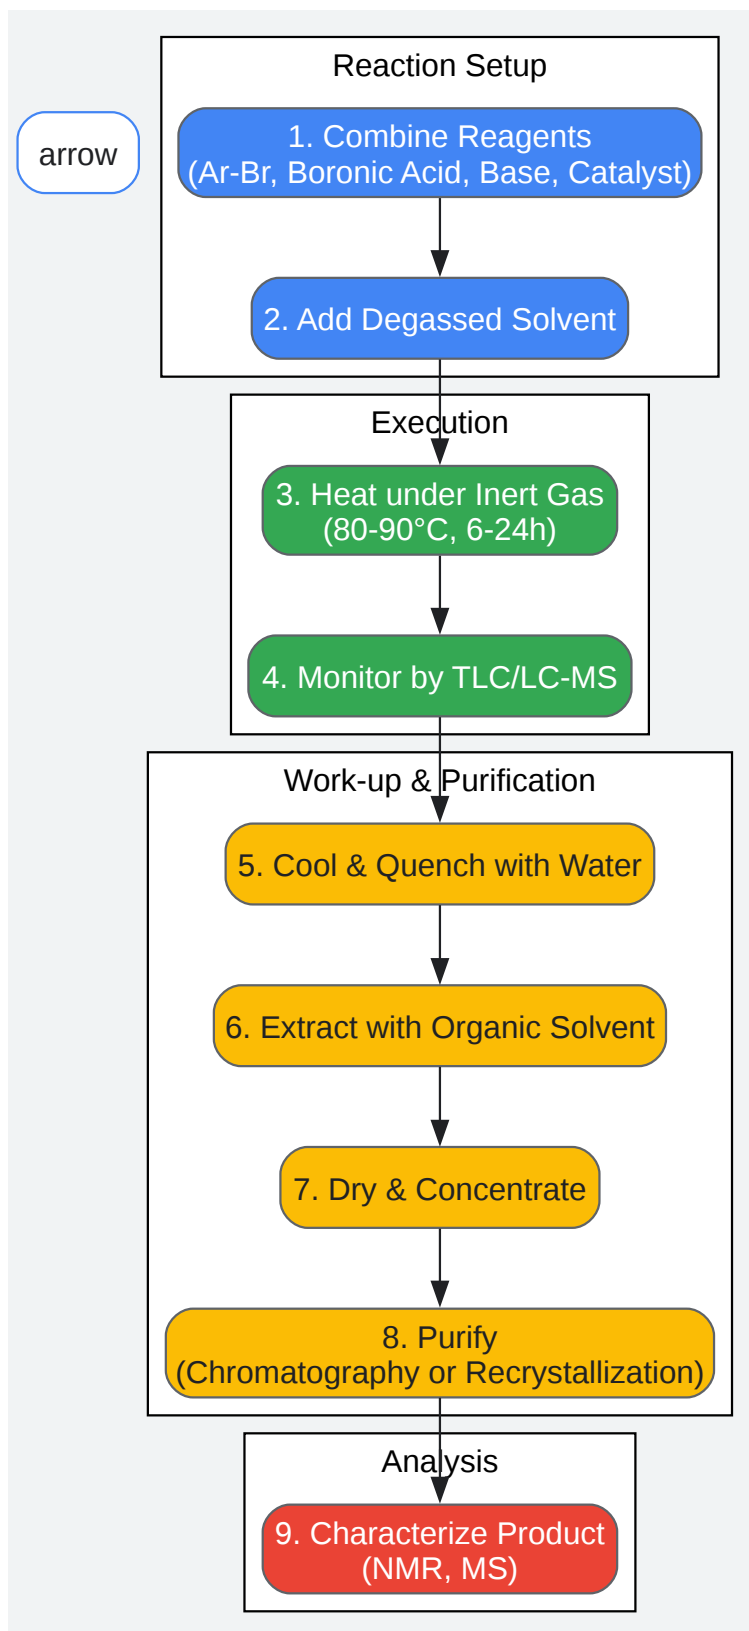 Reaction Setup
arrow
1. Combine Reagents
(Ar-Br, Boronic Acid, Base, Catalyst)
2. Add Degassed Solvent
Execution
3. Heat under Inert Gas
(80-90°C, 6-24h)
4. Monitor by TLC/LC-MS
Work-up & Purification
5. Cool & Quench with Water
6. Extract with Organic Solvent
7. Dry & Concentrate
8. Purify
(Chromatography or Recrystallization)
Analysis
9. Characterize Product
(NMR, MS)